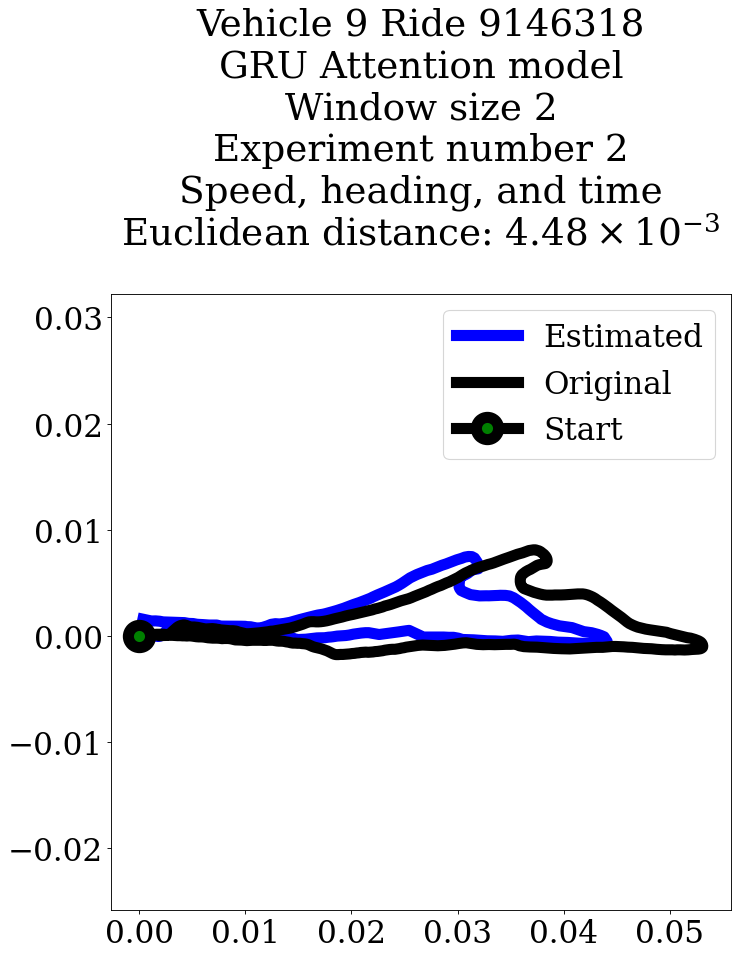 Vehicle 9 Ride 9146318
GRU Attention model
Window size 2
Experiment number 2
Speed, heading, and time
Euclidean distance: 4.48 × 10⁻³
Estimated
Original
Start
0.03
0.02
0.01
0.00
−0.01
−0.02
0.00 0.01 0.02 0.03 0.04 0.05